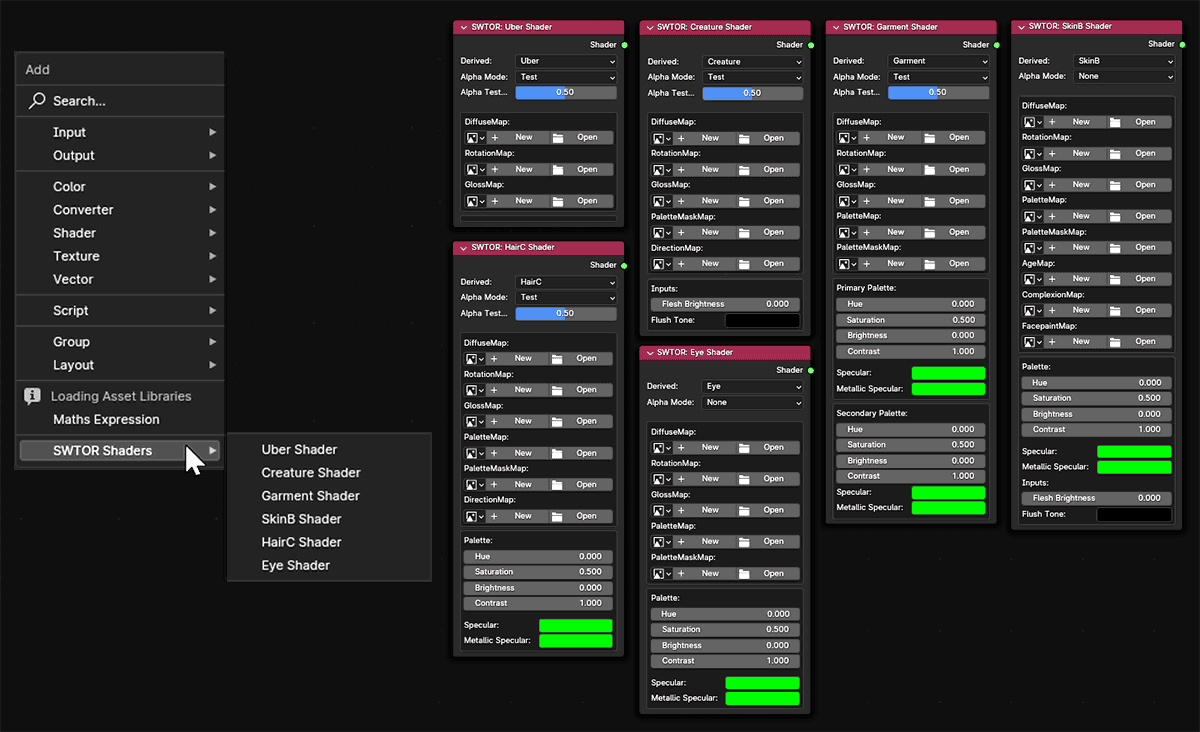 Add
Search...
Input
Output
Color
Converter
Shader
Texture
Vector
Script
Group
Layout
Loading Asset Libraries
Maths Expression
SWTOR Shaders
Uber Shader
Creature Shader
Garment Shader
SkinB Shader
HairC Shader
Eye Shader
SWTOR: Uber Shader
Shader
Derived: Uber
Alpha Mode: Test
Alpha Test... 0.50
DiffuseMap:
New Open
RotationMap:
New Open
GlossMap:
New Open
SWTOR: HairC Shader
Shader
Derived: HairC
Alpha Mode: Test
Alpha Test... 0.50
DiffuseMap:
New Open
RotationMap:
New Open
GlossMap:
New Open
PaletteMap:
New Open
PaletteMaskMap:
New Open
DirectionMap:
New Open
Palette:
Hue 0.000
Saturation 0.500
Brightness 0.000
Contrast 1.000
Specular:
Metallic Specular:
SWTOR: Creature Shader
Shader
Derived: Creature
Alpha Mode: Test
Alpha Test... 0.50
DiffuseMap:
New Open
RotationMap:
New Open
GlossMap:
New Open
PaletteMaskMap:
New Open
DirectionMap:
New Open
Inputs:
Flesh Brightness 0.000
Flush Tone:
SWTOR: Eye Shader
Shader
Derived: Eye
Alpha Mode: None
DiffuseMap:
New Open
RotationMap:
New Open
GlossMap:
New Open
PaletteMap:
New Open
PaletteMaskMap:
New Open
Palette:
Hue 0.000
Saturation 0.500
Brightness 0.000
Contrast 1.000
Specular:
Metallic Specular:
SWTOR: Garment Shader
Shader
Derived: Garment
Alpha Mode: Test
Alpha Test... 0.50
DiffuseMap:
New Open
RotationMap:
New Open
GlossMap:
New Open
PaletteMap:
New Open
PaletteMaskMap:
New Open
Primary Palette:
Hue 0.000
Saturation 0.500
Brightness 0.000
Contrast 1.000
Specular:
Metallic Specular:
Secondary Palette:
Hue 0.000
Saturation 0.500
Brightness 0.000
Contrast 1.000
Specular:
Metallic Specular:
SWTOR: SkinB Shader
Shader
Derived: SkinB
Alpha Mode: None
DiffuseMap:
New Open
RotationMap:
New Open
GlossMap:
New Open
PaletteMap:
New Open
PaletteMaskMap:
New Open
AgeMap:
New Open
ComplexionMap:
New Open
FacepaintMap:
New Open
Palette:
Hue 0.000
Saturation 0.500
Brightness 0.000
Contrast 1.000
Specular:
Metallic Specular:
Inputs:
Flesh Brightness 0.000
Flush Tone: